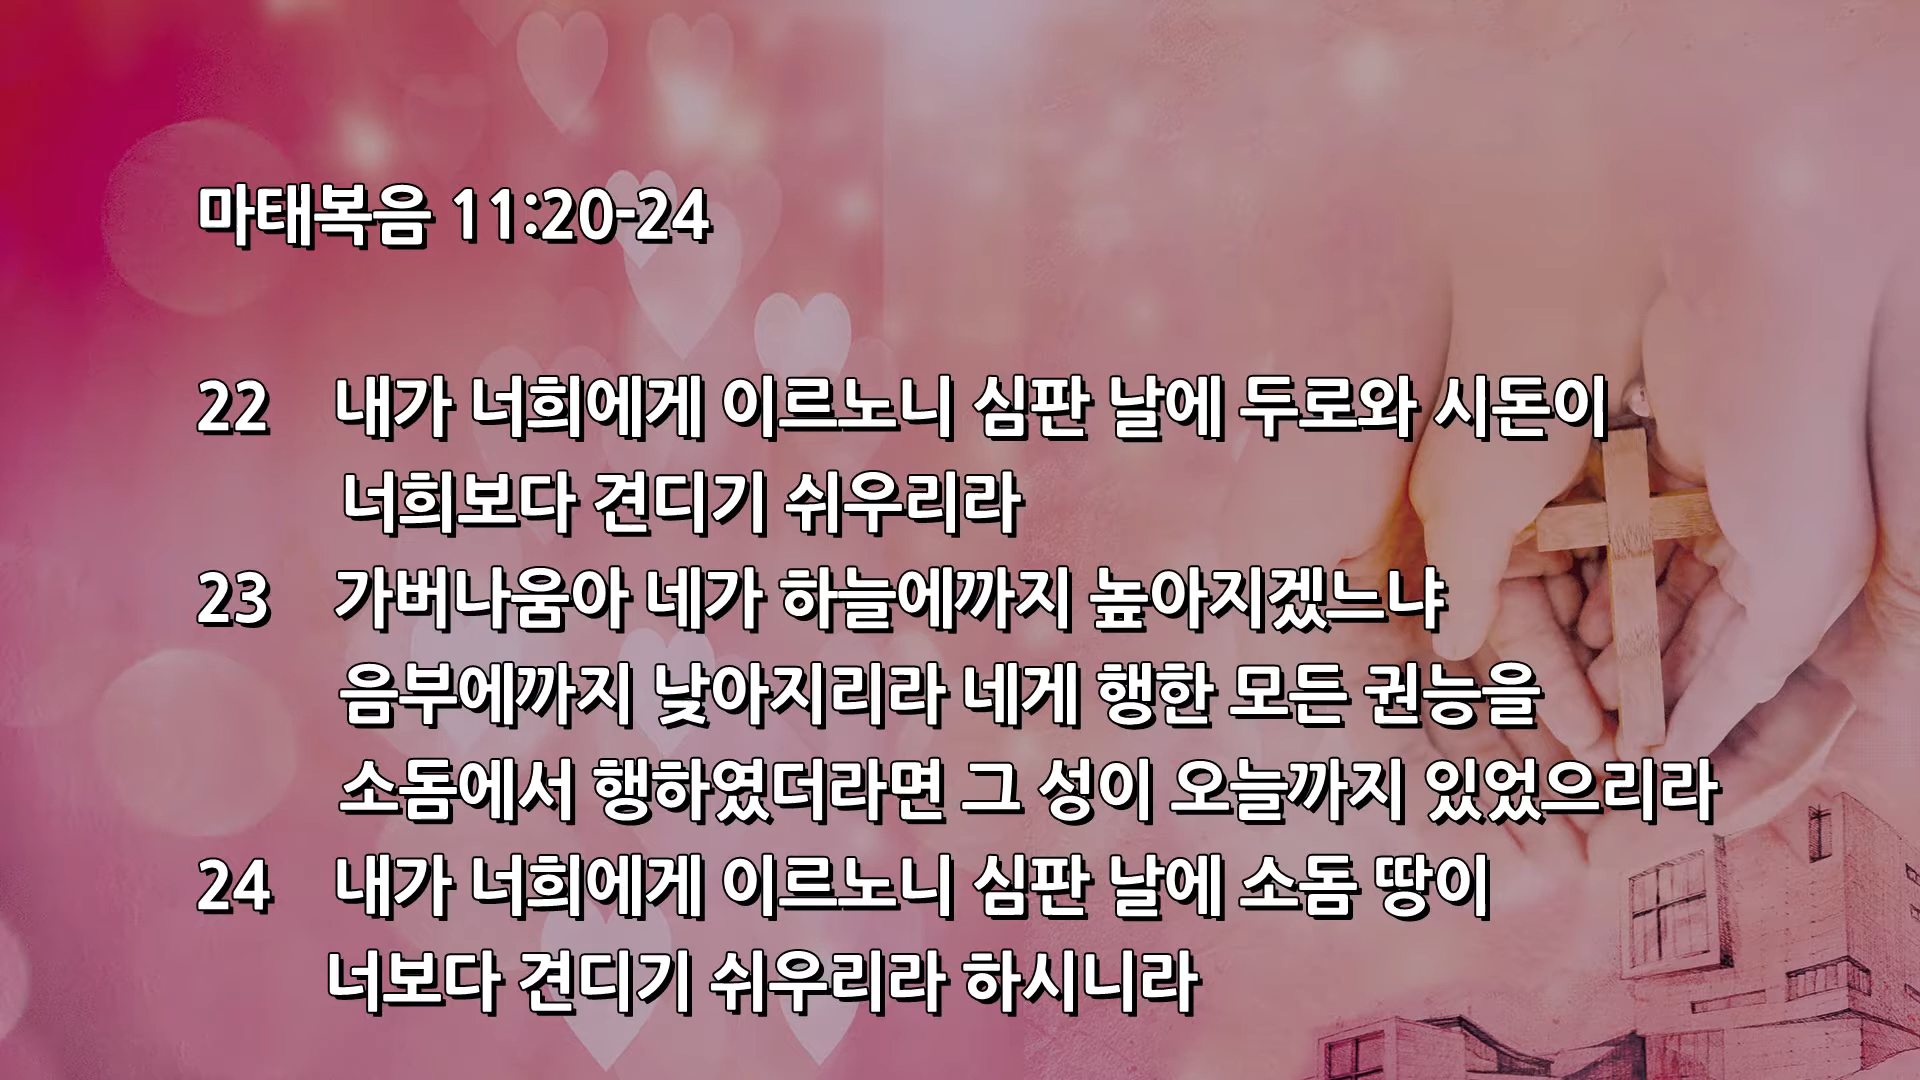 마태복음 11:20-24
22 내가 너희에게 이르노니 심판 날에 두로와 시돈이
너희보다 견디기 쉬우리라
23 가버나움아 네가 하늘에까지 높아지겠느냐
음부에까지 낮아지리라 네게 행한 모든 권능을
소돔에서 행하였더라면 그 성이 오늘까지 있었으리라
24 내가 너희에게 이르노니 심판 날에 소돔 땅이
너보다 견디기 쉬우리라 하시니라